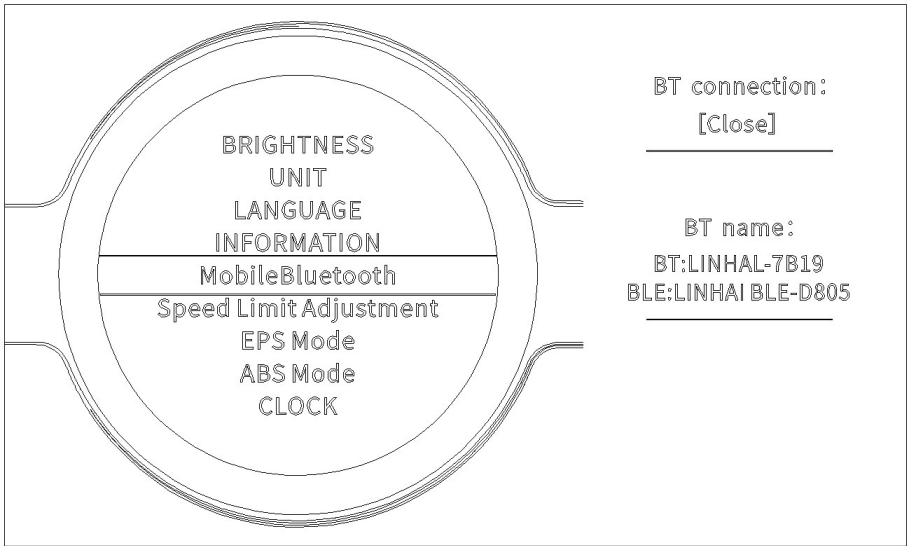 BRIGHTNESS
UNIT
LANGUAGE
INFORMATION
MobileBluetooth
Speed Limit Adjustment
EPS Mode
ABS Mode
CLOCK
BT connection:
[Close]
BT name:
BT:LINHAL-7B19
BLE:LINHAI BLE-D805